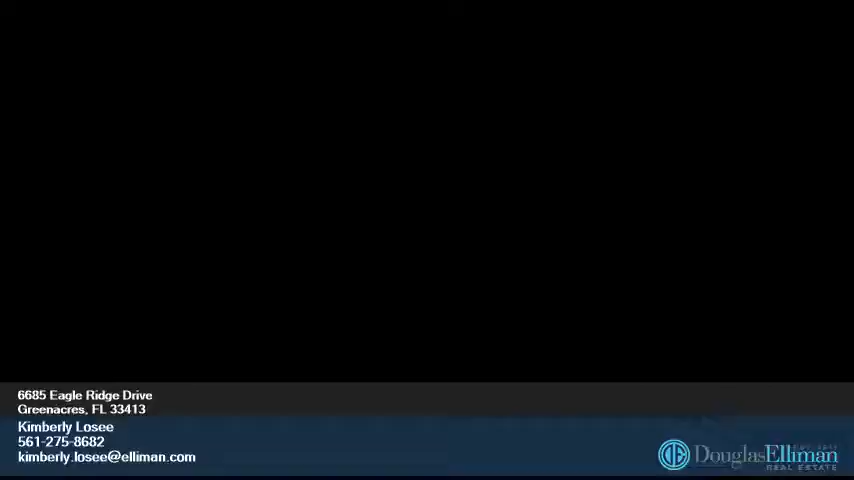 6685 Eagle Ridge Drive
Greenacres, FL 33413
Kimberly Losee
561-275-8682
kimberly.losee@elliman.com
DouglasElliman
REAL ESTATE